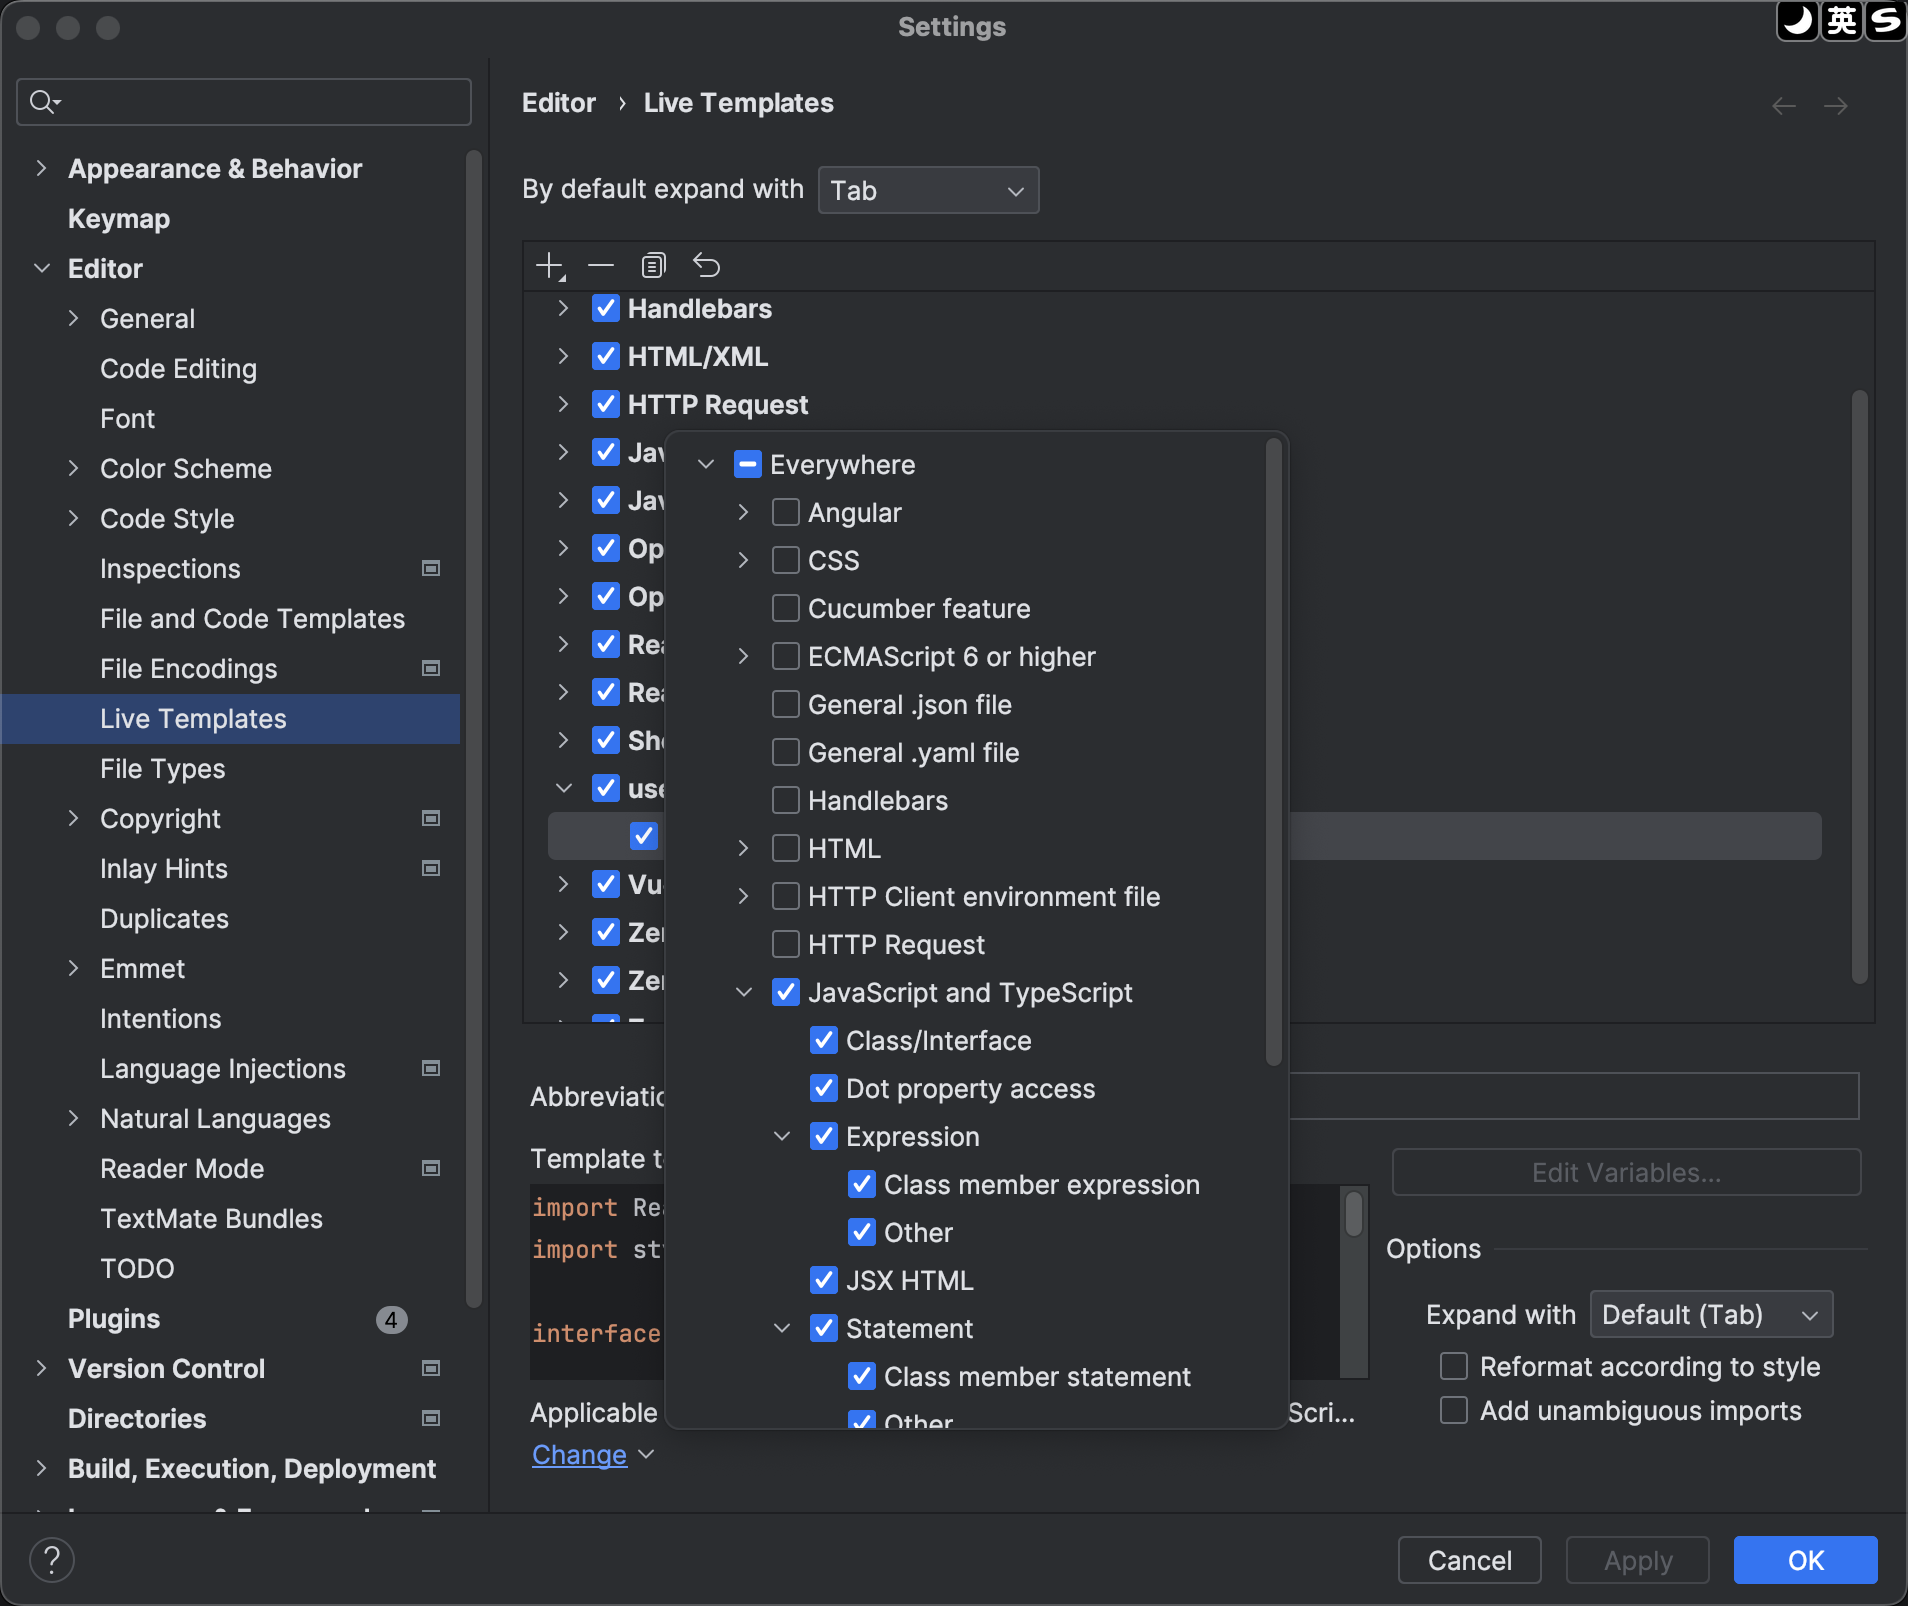 Settings
英
Appearance & Behavior
Keymap
Editor
General
Code Editing
Font
Color Scheme
Code Style
Inspections
File and Code Templates
File Encodings
Live Templates
File Types
Copyright
Inlay Hints
Duplicates
Emmet
Intentions
Language Injections
Natural Languages
Reader Mode
TextMate Bundles
TODO
Plugins 4
Version Control
Directories
Build, Execution, Deployment
Editor › Live Templates
By default expand with Tab
Handlebars
HTML/XML
HTTP Request
Jav
Jav
Op
Op
Rea
Rea
She
use
Vu
Zen
Zen
Everywhere
Angular
CSS
Cucumber feature
ECMAScript 6 or higher
General .json file
General .yaml file
Handlebars
HTML
HTTP Client environment file
HTTP Request
JavaScript and TypeScript
Class/Interface
Dot property access
Expression
Class member expression
Other
JSX HTML
Statement
Class member statement
Other
Abbreviatio
Template t
import Rea
import st
interface
Applicable
Scri...
Change
Edit Variables...
Options
Expand with Default (Tab)
Reformat according to style
Add unambiguous imports
?
Cancel
Apply
OK